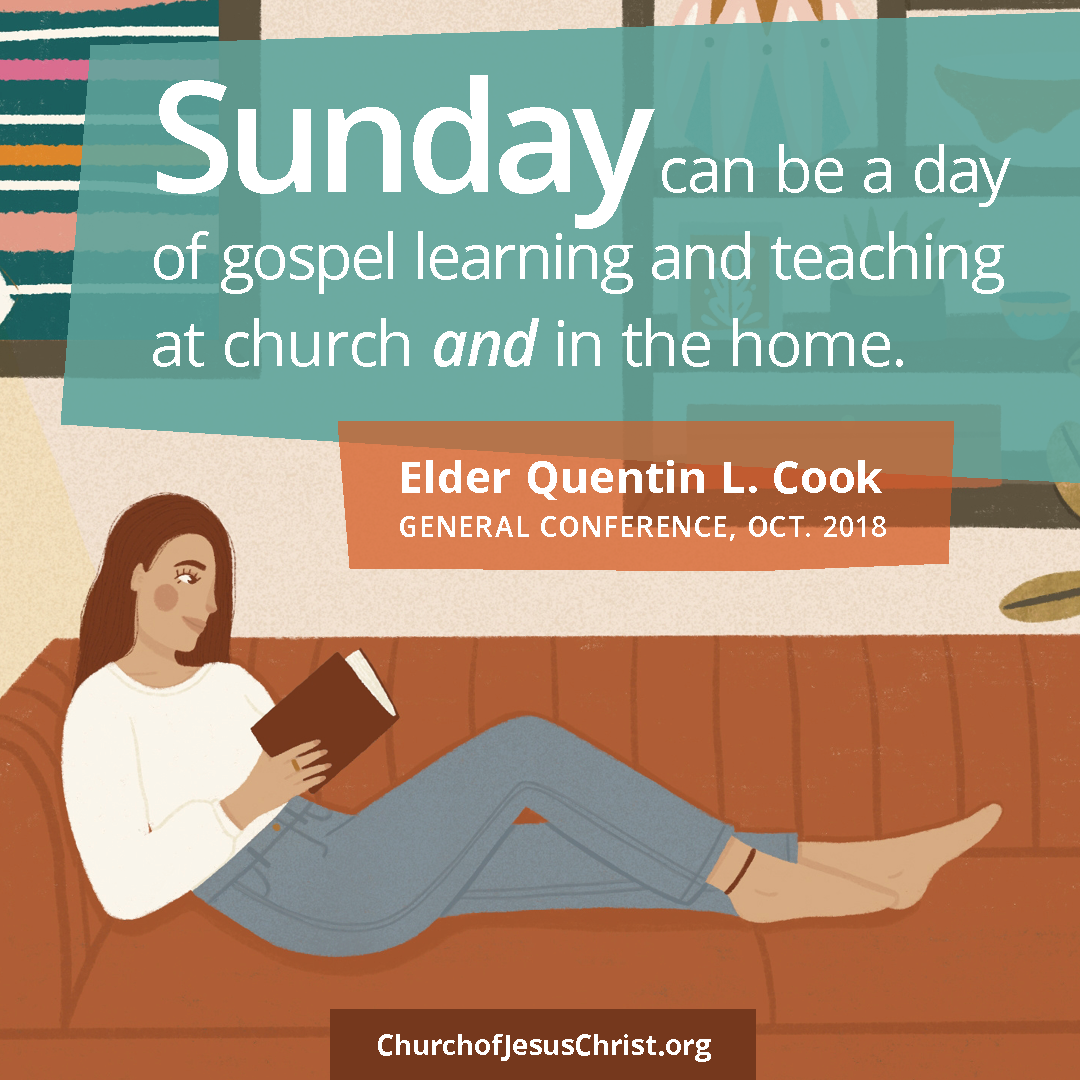 Sunday can be a day
of gospel learning and teaching
at church and in the home.
Elder Quentin L. Cook
GENERAL CONFERENCE, OCT. 2018
ChurchofJesusChrist.org